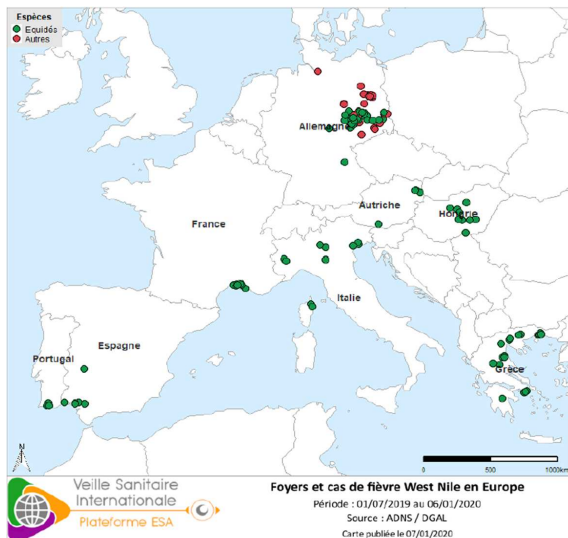 Espèces
Equidés
Autres
Allemagne
Autriche
Hongrie
France
Italie
Portugal
Espagne
Grèce
N
0 500 1000km
Veille Sanitaire
Internationale
Plateforme ESA
Foyers et cas de fièvre West Nile en Europe
Période : 01/07/2019 au 06/01/2020
Source : ADNS / DGAL
Carte publiée le 07/01/2020